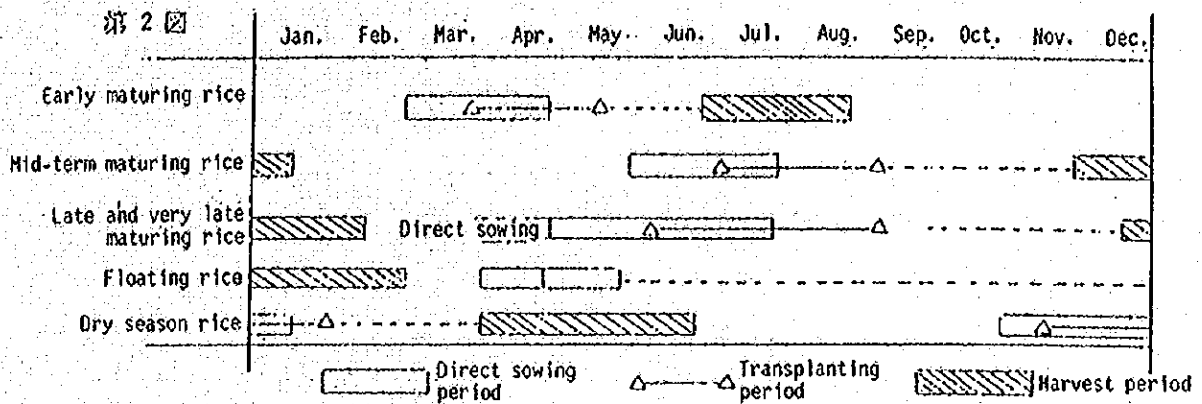 第2図
Jan. Feb. Mar. Apr. May. Jun. Jul. Aug. Sep. Oct. Nov. Dec.
Early maturing rice
Mid-term maturing rice
Late and very late
maturing rice
Direct sowing
Floating rice
Dry season rice
Direct sowing
period
Transplanting
period
Harvest period